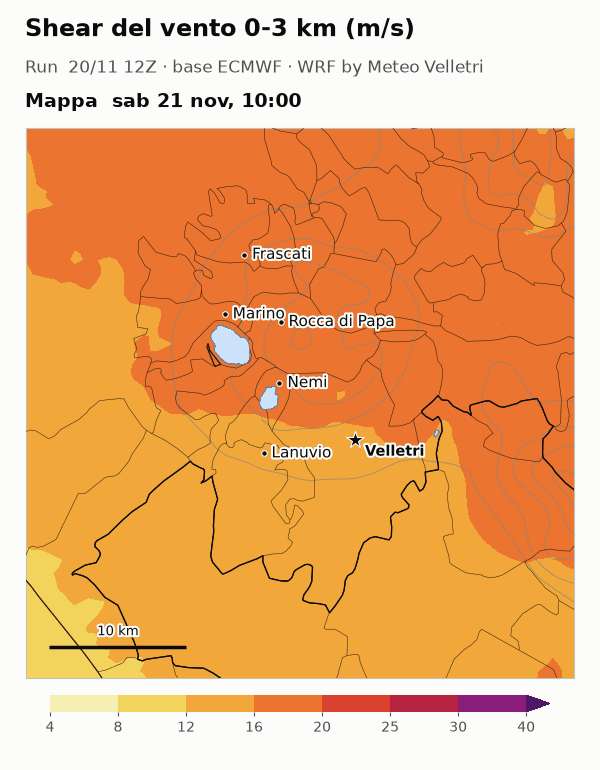 Shear del vento 0-3 km (m/s)
Run  20/11 12Z · base ECMWF · WRF by Meteo Velletri
Mappa  sab 21 nov, 10:00
Frascati
Marino
Rocca di Papa
Nemi
Velletri
Lanuvio
10 km
4 8 12 16 20 25 30 40